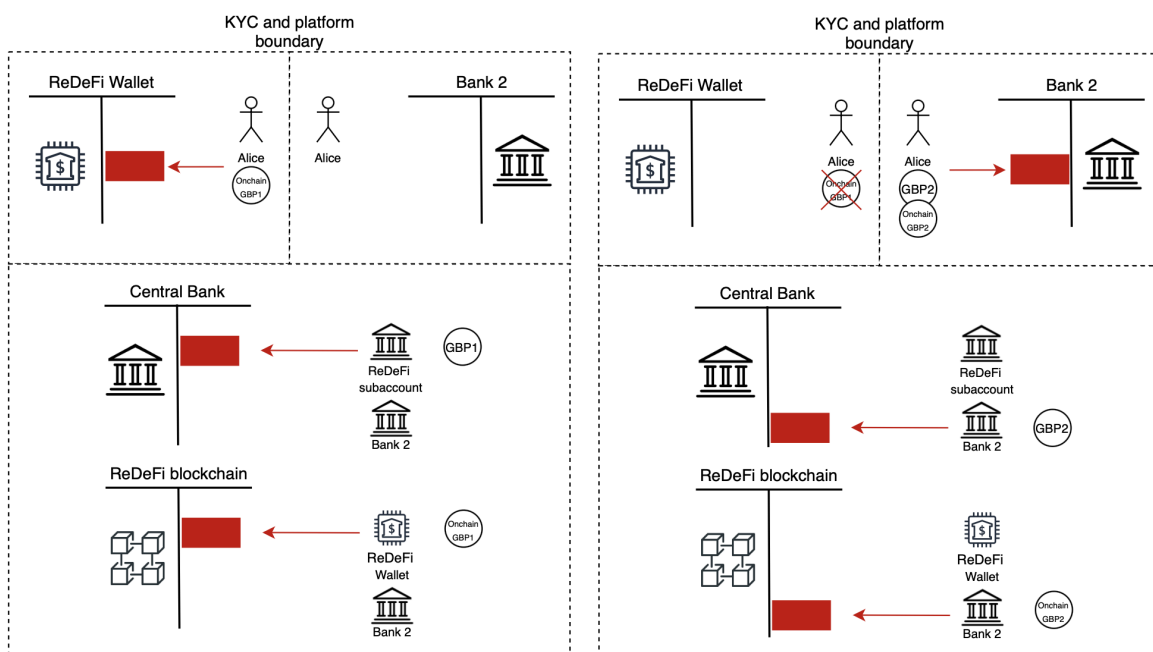 KYC and platform
boundary
ReDeFi Wallet
Bank 2
$
Alice
Onchain
GBP1
Alice
Central Bank
GBP1
ReDeFi
subaccount
Bank 2
ReDeFi blockchain
$
Onchain
GBP1
ReDeFi
Wallet
Bank 2
KYC and platform
boundary
ReDeFi Wallet
Bank 2
$
Alice
Onchain
GBP1
Alice
GBP2
Onchain
GBP2
Central Bank
ReDeFi
subaccount
Bank 2
GBP2
ReDeFi blockchain
$
ReDeFi
Wallet
Bank 2
Onchain
GBP2